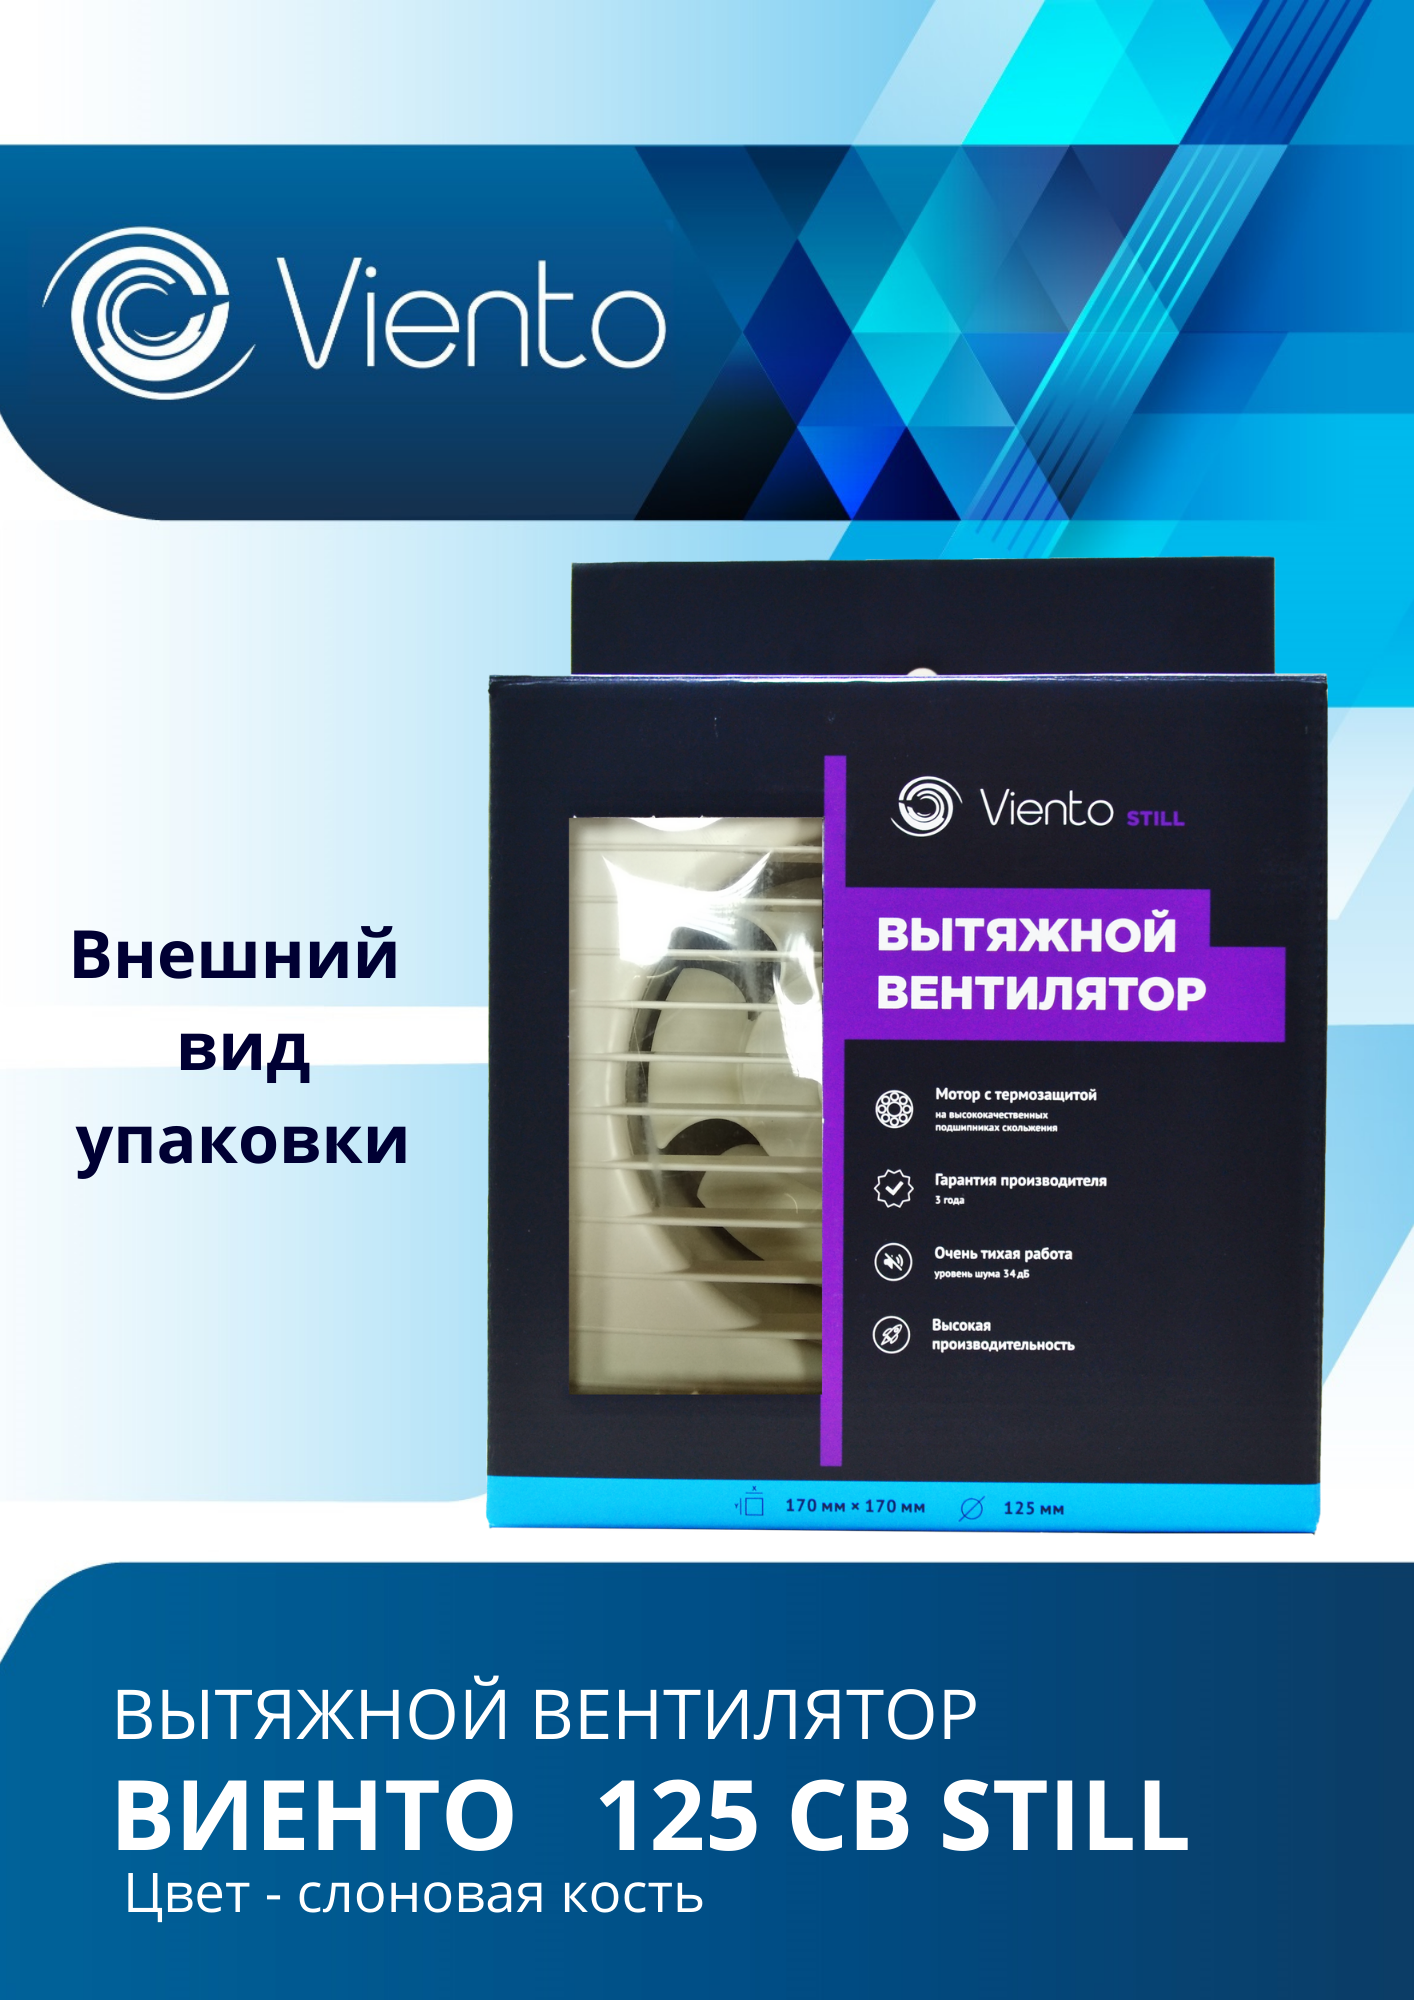 Viento
Внешний
вид
упаковки
Viento STILL
ВЫТЯЖНОЙ
ВЕНТИЛЯТОР
Мотор с термозащитой
на высококачественных
подшипниках скольжения
Гарантия производителя
3 года
Очень тихая работа
уровень шума 34 дБ
Высокая
производительность
X
Y 170 мм × 170 мм 125 мм
ВЫТЯЖНОЙ ВЕНТИЛЯТОР
ВИЕНТО 125 СВ STILL
Цвет - слоновая кость